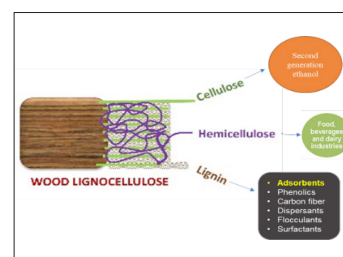 Second
generation
ethanol
Cellulose
Hemicellulose
Food,
beverages
and dairy
industries
Lignin
WOOD LIGNOCELLULOSE
• Adsorbents
• Phenolics
• Carbon fiber
• Dispersants
• Flocculants
• Surfactants